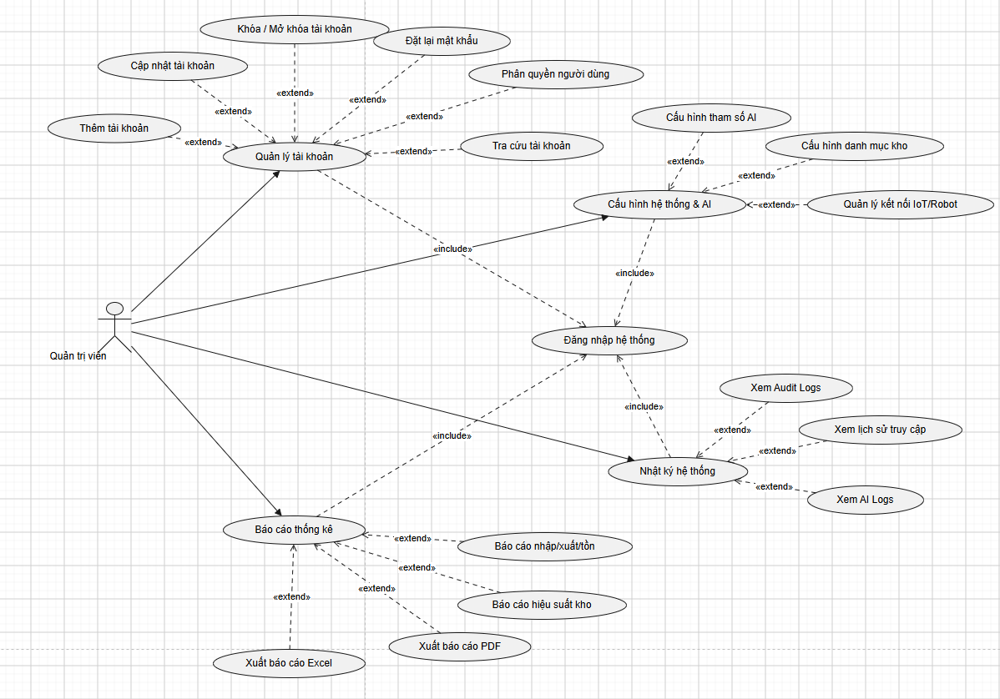 Khóa / Mở khóa tài khoản
Đặt lại mật khẩu
Cập nhật tài khoản
Phân quyền người dùng
«extend»
«extend»
«extend»
«extend»
Thêm tài khoản
«extend»
Cấu hình tham số AI
Quản lý tài khoản
«extend»
Tra cứu tài khoản
Cấu hình danh mục kho
«extend»
«extend»
Cấu hình hệ thống & AI
«extend»
Quản lý kết nối IoT/Robot
«include»
«include»
Quản trị viên
Đăng nhập hệ thống
Xem Audit Logs
«include»
«extend»
Xem lịch sử truy cập
«include»
«extend»
Nhật ký hệ thống
«extend»
Xem AI Logs
Báo cáo thống kê
«extend»
Báo cáo nhập/xuất/tồn
«extend»
«extend»
«extend»
Báo cáo hiệu suất kho
Xuất báo cáo PDF
Xuất báo cáo Excel